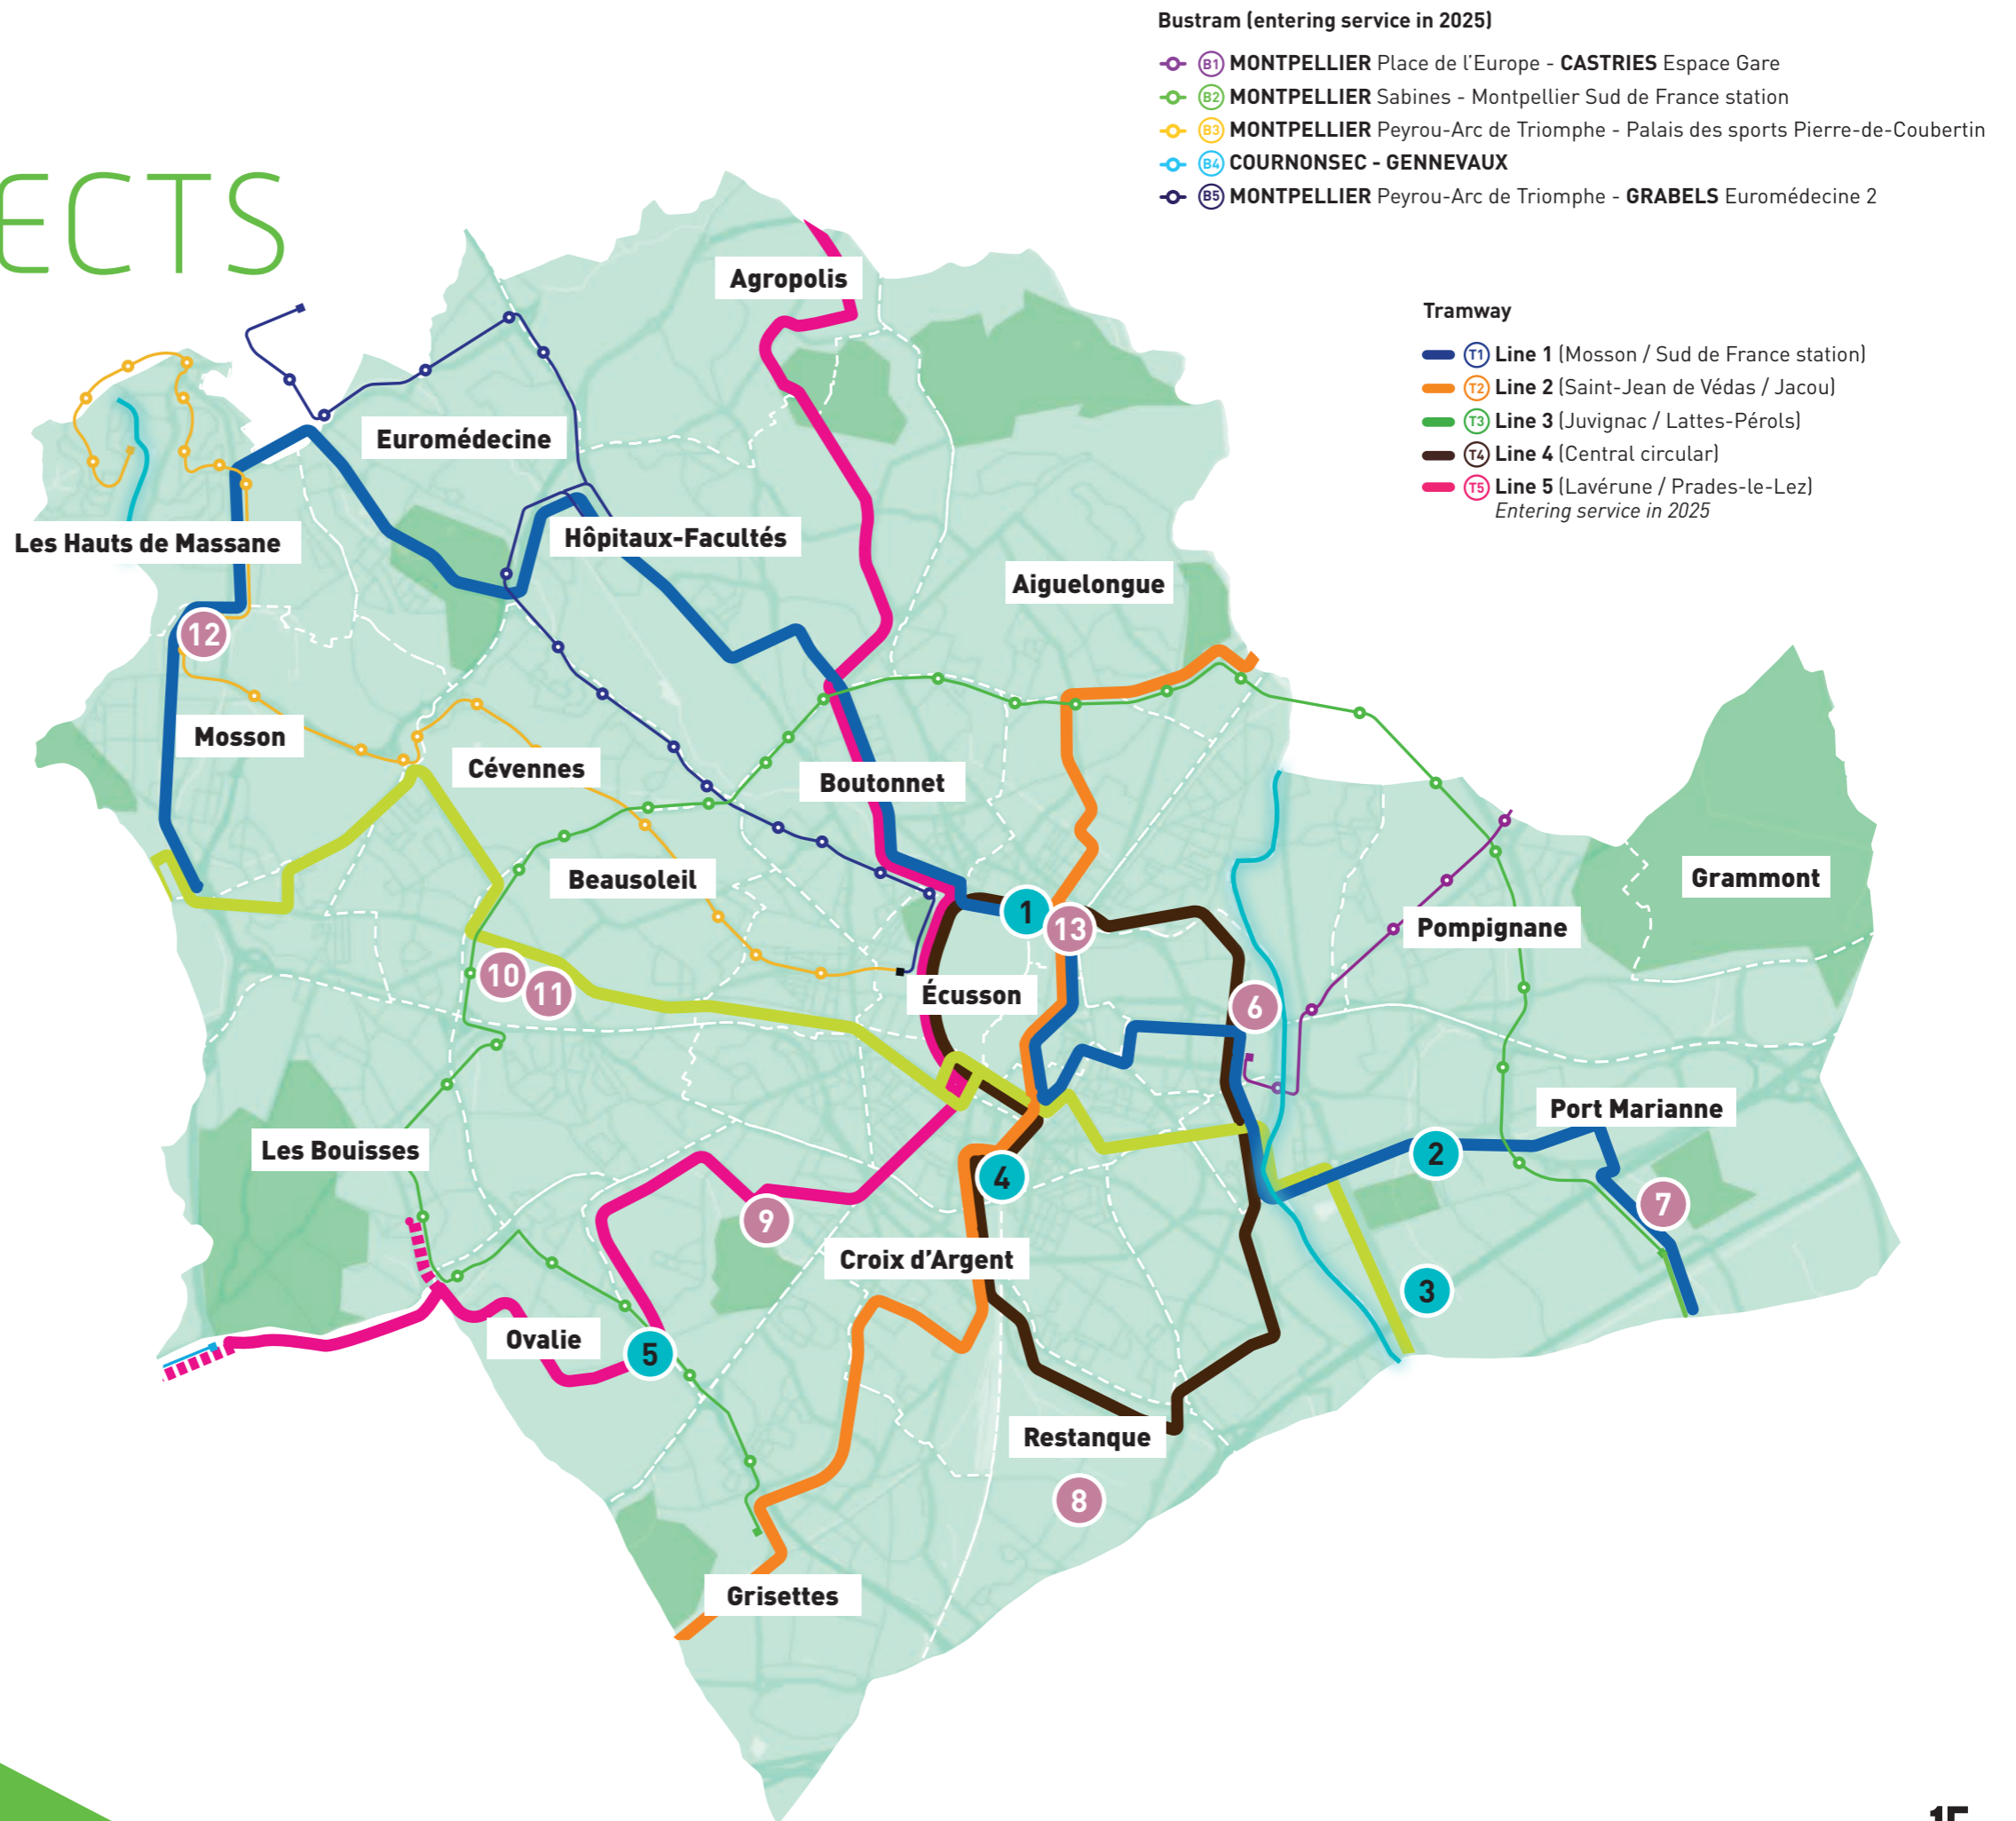 Bustram (entering service in 2025)
B1 MONTPELLIER Place de l'Europe - CASTRIES Espace Gare
B2 MONTPELLIER Sabines - Montpellier Sud de France station
B3 MONTPELLIER Peyrou-Arc de Triomphe - Palais des sports Pierre-de-Coubertin
B4 COURNONSEC - GENNEVAUX
B5 MONTPELLIER Peyrou-Arc de Triomphe - GRABELS Euromédecine 2
ECTS
Tramway
T1 Line 1 (Mosson / Sud de France station)
T2 Line 2 (Saint-Jean de Védas / Jacou)
T3 Line 3 (Juvignac / Lattes-Pérols)
T4 Line 4 (Central circular)
T5 Line 5 (Lavérune / Prades-le-Lez)
Entering service in 2025
Agropolis
Euromédecine
Les Hauts de Massane
Hôpitaux-Facultés
Aiguelongue
12
Mosson
Cévennes
Boutonnet
Beausoleil
Grammont
1
13
Pompignane
10
11
Écusson
6
Port Marianne
Les Bouisses
2
4
9
7
Croix d'Argent
3
Ovalie
5
Restanque
8
Grisettes